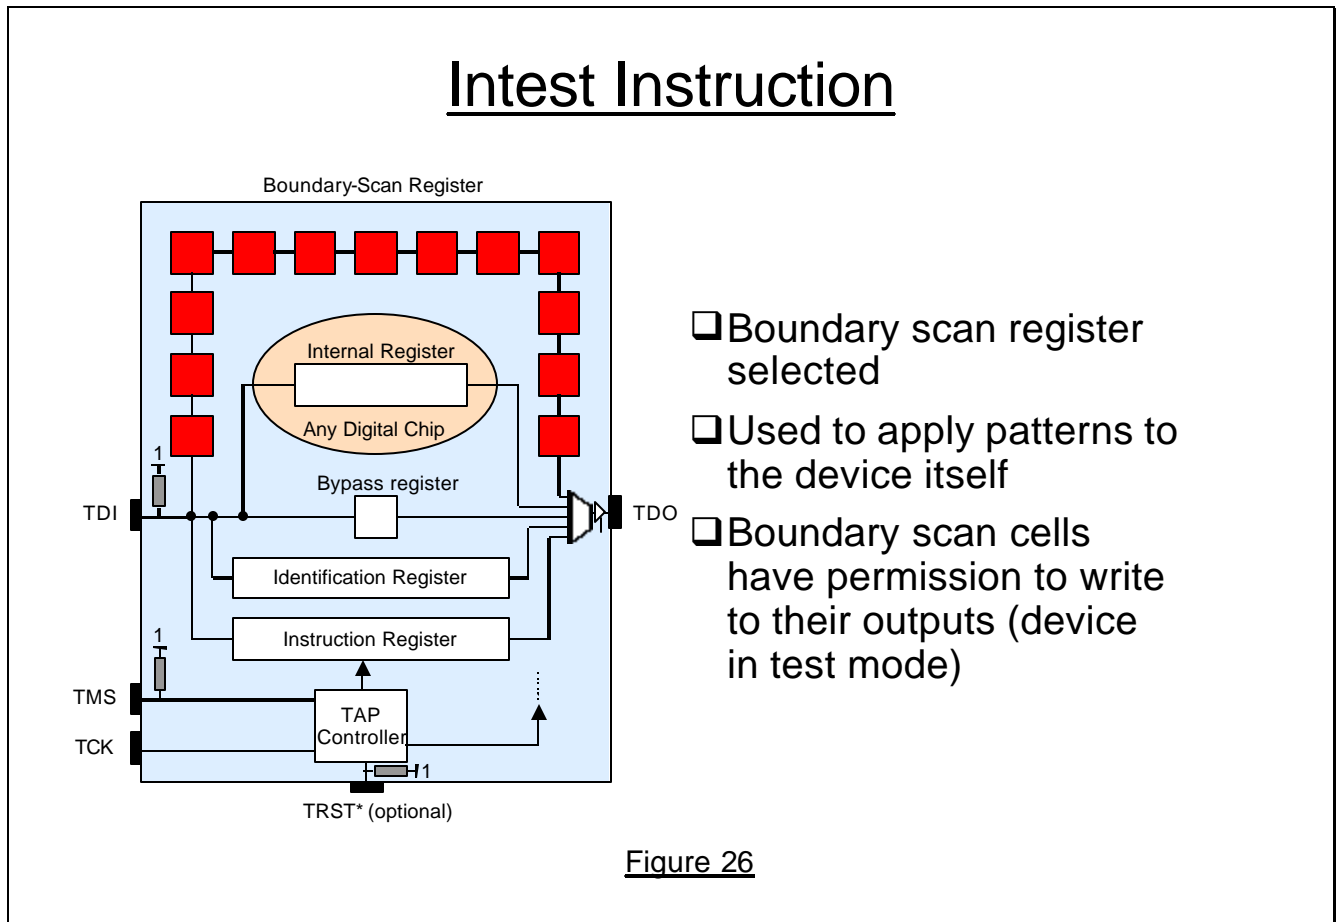 Intest Instruction
Boundary-Scan Register
Internal Register
Any Digital Chip
1
Bypass register
TDI
TDO
Identification Register
1
Instruction Register
TMS
TAP
Controller
TCK
1
TRST* (optional)
❑Boundary scan register
selected
❑Used to apply patterns to
the device itself
❑Boundary scan cells
have permission to write
to their outputs (device
in test mode)
Figure 26